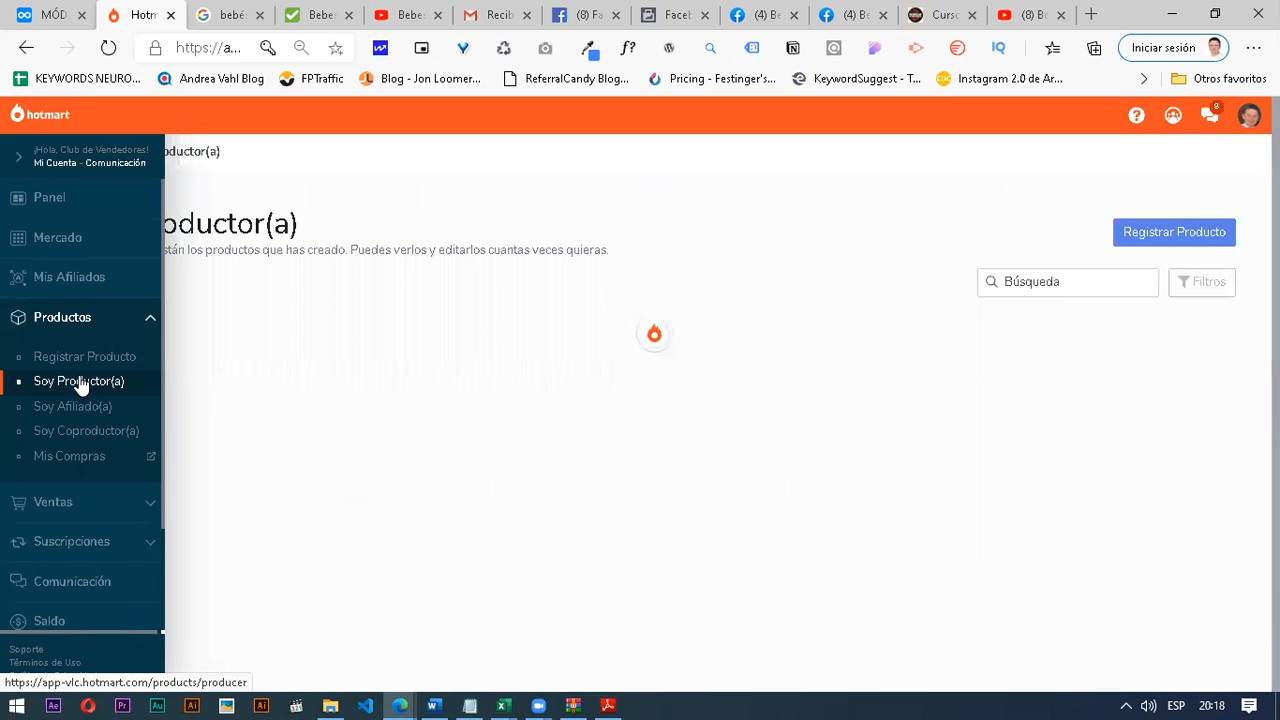 MÓD
Hotm
Bebés
Bebe
Bebes
Recib
(8) Fa
Faceb
(4) Be
(4) Be
Curso
(8) Bo
https://a...
f?
IQ
Iniciar sesión
KEYWORDS NEURO...
Andrea Vahl Blog
FPTraffic
Blog - Jon Loomer...
ReferralCandy Blog...
Pricing - Festinger's...
KeywordSuggest - T...
Instagram 2.0 de Ar...
Otros favoritos
hotmart
8
¡Hola, Club de Vendedores!
Mi Cuenta - Comunicación
oductor(a)
Panel
Mercado
Mis Afiliados
Productos
Registrar Producto
Soy Productor(a)
Soy Afiliado(a)
Soy Coproductor(a)
Mis Compras
Ventas
Suscripciones
Comunicación
Saldo
Soporte
Términos de Uso
oductor(a)
stán los productos que has creado. Puedes verlos y editarlos cuantas veces quieras.
Registrar Producto
Búsqueda
Filtros
https://app-vlc.hotmart.com/products/producer
ESP
20:18